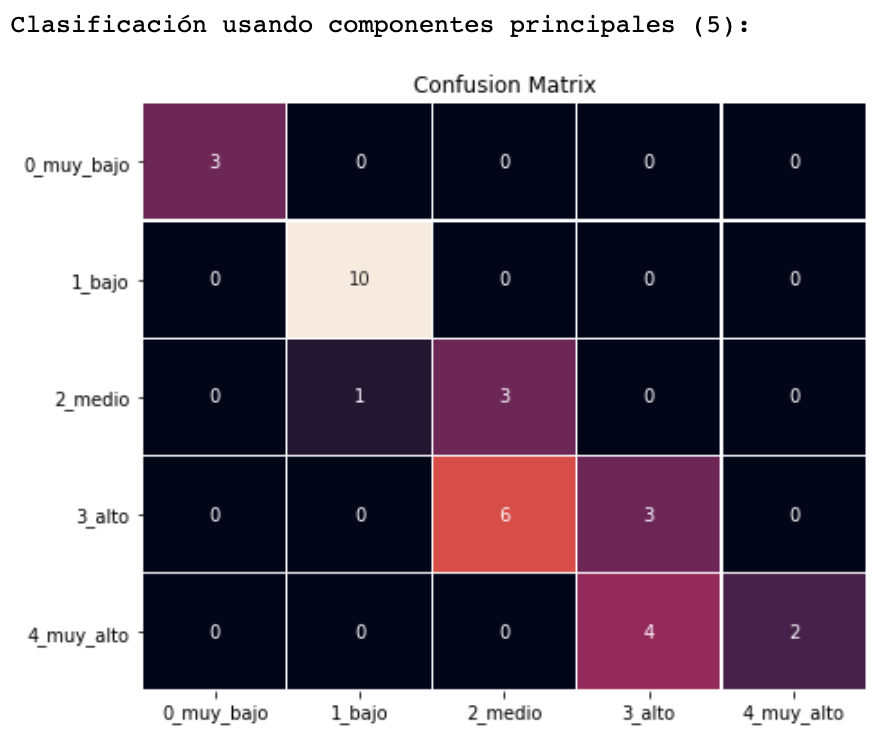 Clasificación usando componentes principales (5):
Confusion Matrix
0_muy_bajo 3 0 0 0 0
1_bajo 0 10 0 0 0
2_medio 0 1 3 0 0
3_alto 0 0 6 3 0
4_muy_alto 0 0 0 4 2
0_muy_bajo 1_bajo 2_medio 3_alto 4_muy_alto